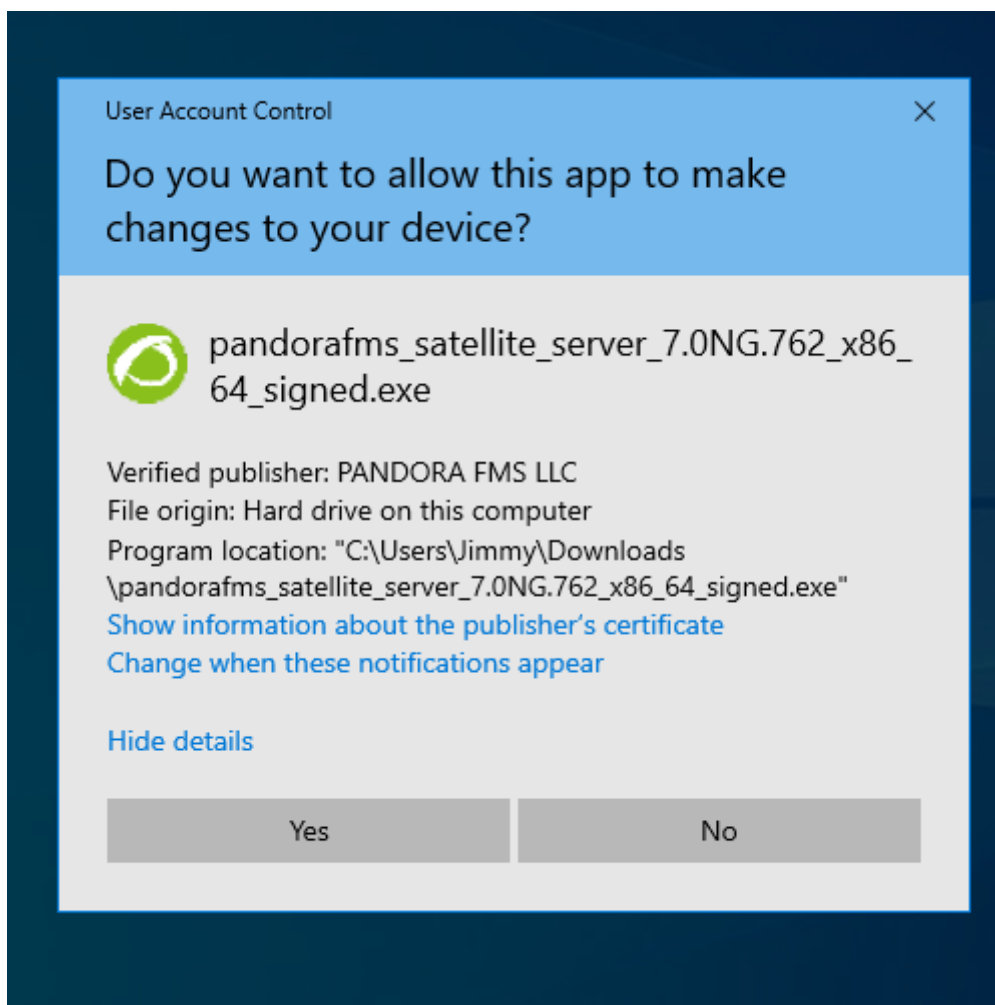 User Account Control
Do you want to allow this app to make
changes to your device?
pandorafms_satellite_server_7.0NG.762_x86_
64_signed.exe
Verified publisher: PANDORA FMS LLC
File origin: Hard drive on this computer
Program location: "C:\Users\Jimmy\Downloads
\pandorafms_satellite_server_7.0NG.762_x86_64_signed.exe"
Show information about the publisher's certificate
Change when these notifications appear
Hide details
Yes
No